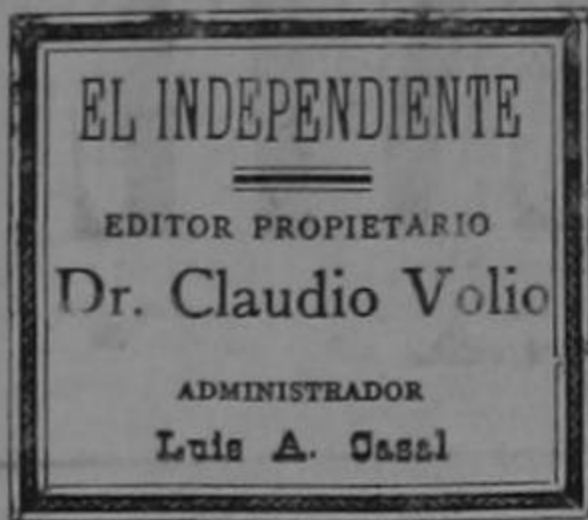 EL INDEPENDIENTE
EDITOR PROPIETARIO
Dr. Claudio Volio
ADMINISTRADOR
Luis A. Casal